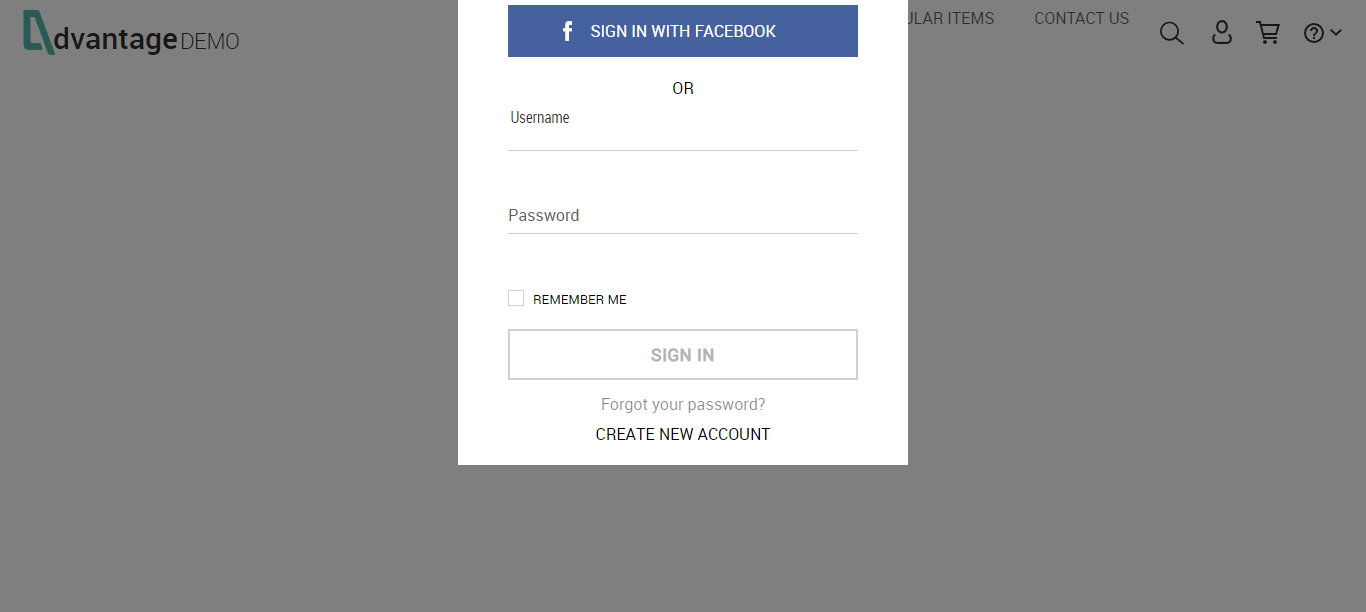 dvantage DEMO
SIGN IN WITH FACEBOOK
ULAR ITEMS
CONTACT US
OR
Username
Password
REMEMBER ME
SIGN IN
Forgot your password?
CREATE NEW ACCOUNT